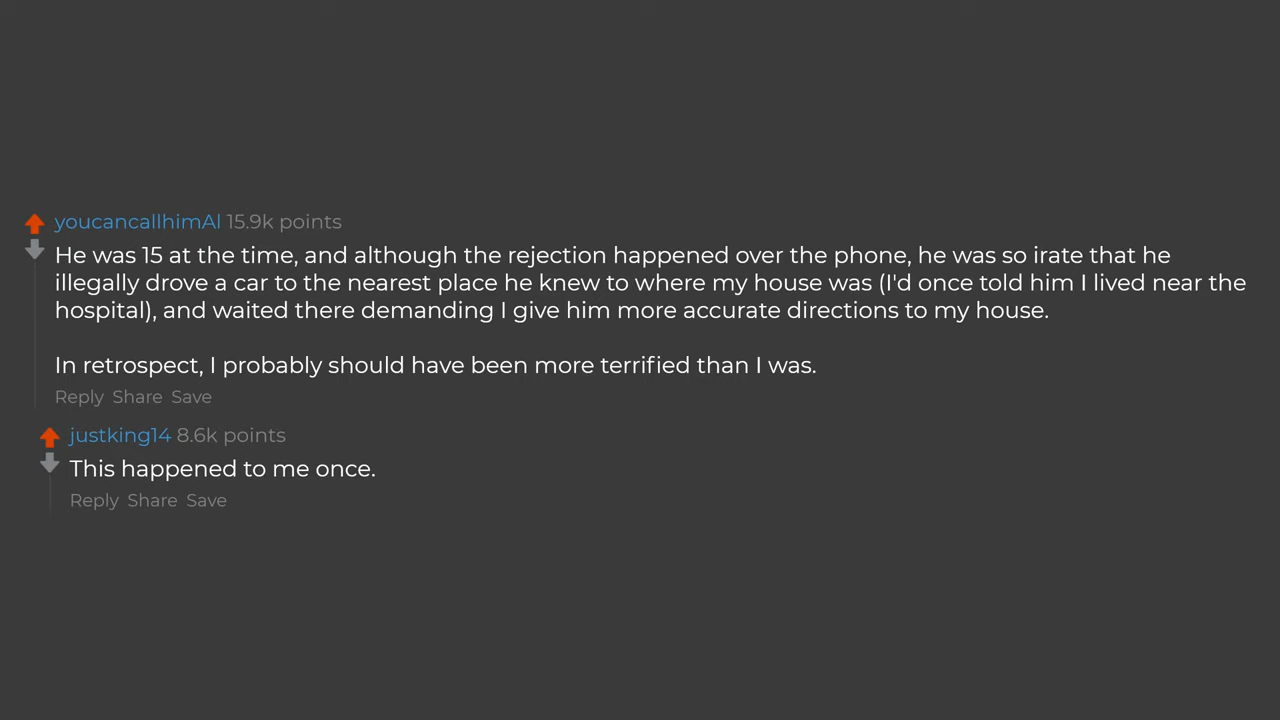 youcancallhimAl 15.9k points
He was 15 at the time, and although the rejection happened over the phone, he was so irate that he
illegally drove a car to the nearest place he knew to where my house was (I'd once told him I lived near the
hospital), and waited there demanding I give him more accurate directions to my house.
In retrospect, I probably should have been more terrified than I was.
Reply Share Save
justking14 8.6k points
This happened to me once.
Reply Share Save